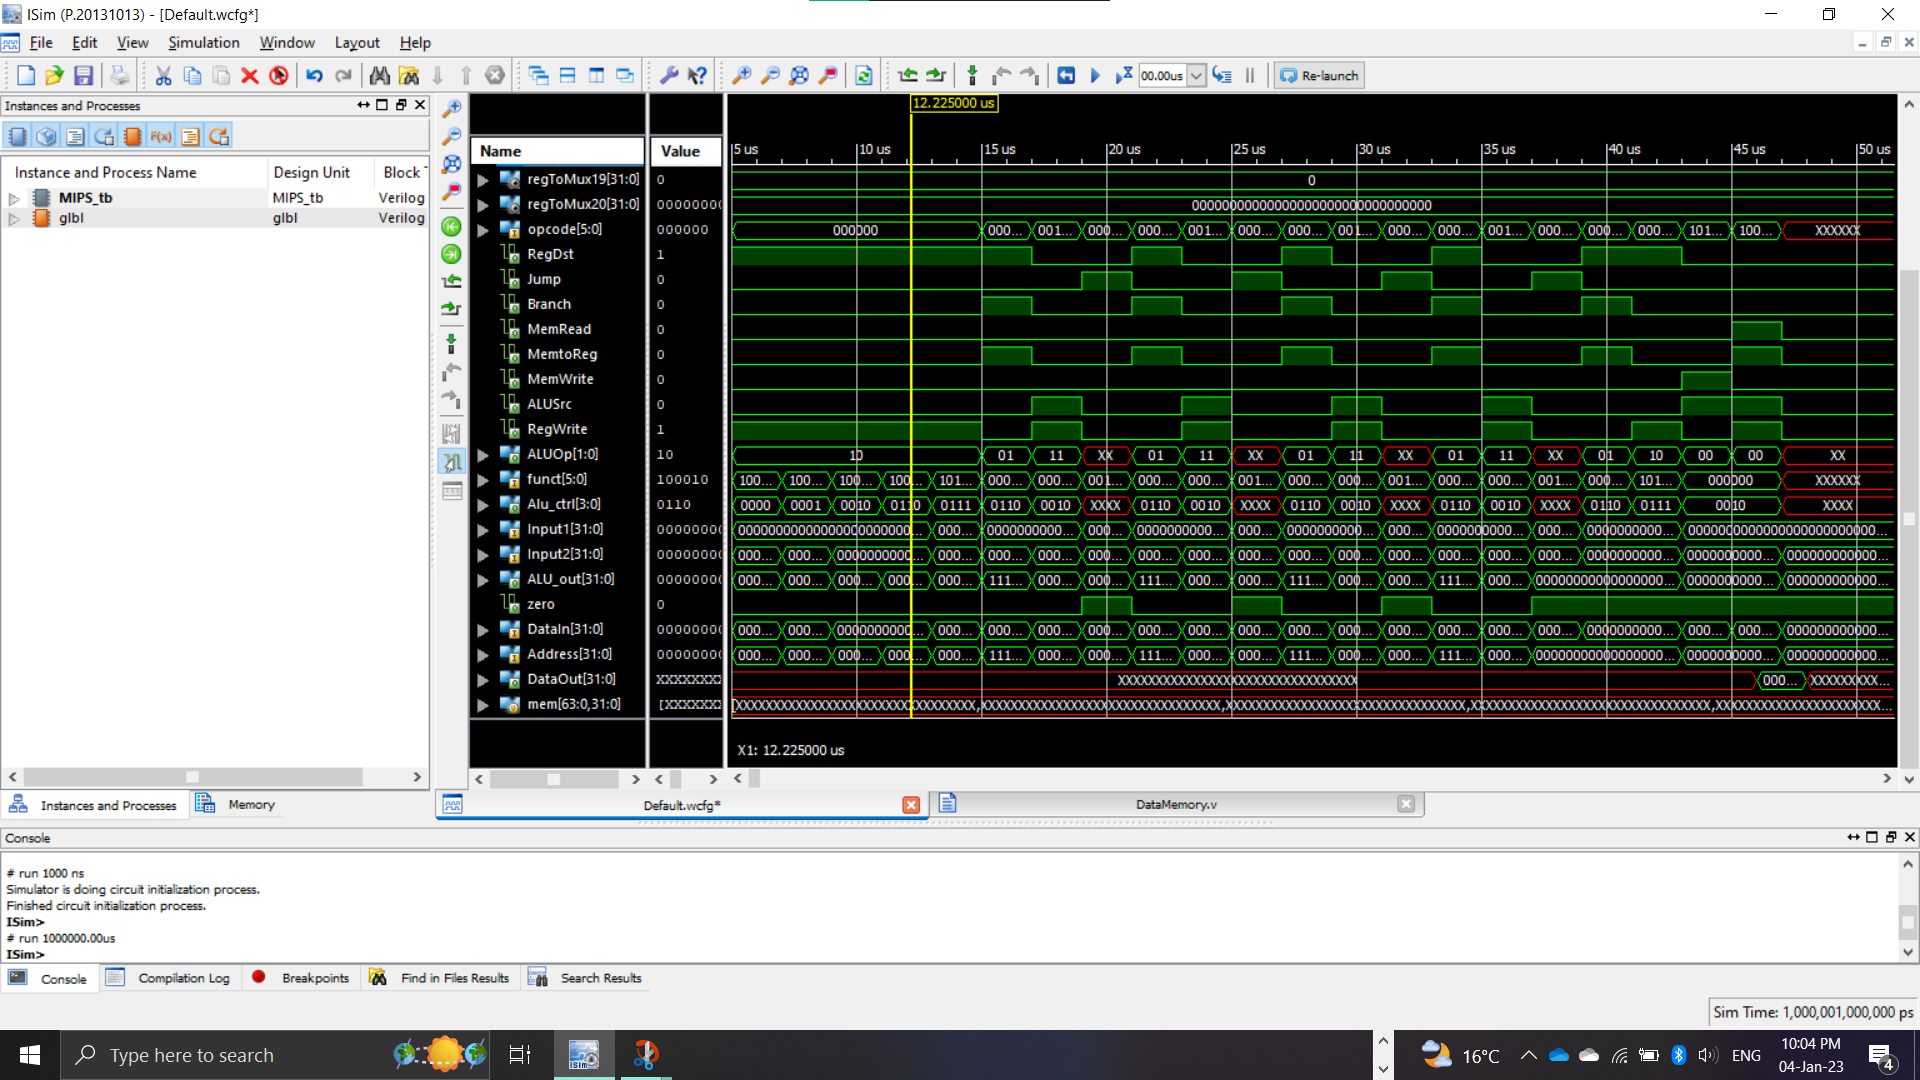 ISim (P.20131013) - [Default.wcfg*]
File Edit View Simulation Window Layout Help
00.00us
Re-launch
Instances and Processes
Instance and Process Name Design Unit Block T
MIPS_tb MIPS_tb Verilog
glbl glbl Verilog
12.225000 us
Name Value
5 us 10 us 15 us 20 us 25 us 30 us 35 us 40 us 45 us 50 us
regToMux19[31:0] 0 0
regToMux20[31:0] 00000000 00000000000000000000000000000000
opcode[5:0] 000000 000000 000... 001... 000... 000... 001... 000... 000... 001... 000... 000... 001... 000... 000... 000... 101... 100... XXXXXX
RegDst 1
Jump 0
Branch 0
MemRead 0
MemtoReg 0
MemWrite 0
ALUSrc 0
RegWrite 1
ALUOp[1:0] 10 10 01 11 XX 01 11 XX 01 11 XX 01 11 XX 01 10 00 00 XX
funct[5:0] 100010 100... 100... 100... 100... 101... 000... 000... 001... 000... 000... 001... 000... 000... 001... 000... 000... 001... 000... 101... 000000 XXXXXX
Alu_ctrl[3:0] 0110 0000 0001 0010 0110 0111 0110 0010 XXXX 0110 0010 XXXX 0110 0010 XXXX 0110 0010 XXXX 0110 0111 0010 XXXX
Input1[31:0]
Input2[31:0]
ALU_out[31:0]
zero 0
DataIn[31:0]
Address[31:0]
DataOut[31:0]
mem[63:0,31:0]
X1: 12.225000 us
Instances and Processes Memory
Default.wcfg* DataMemory.v
Console
# run 1000 ns
Simulator is doing circuit initialization process.
Finished circuit initialization process.
ISim>
# run 1000000.00us
ISim>
Console Compilation Log Breakpoints Find in Files Results Search Results
Sim Time: 1,000,001,000,000 ps
Type here to search
16°C ENG 10:04 PM
04-Jan-23
4